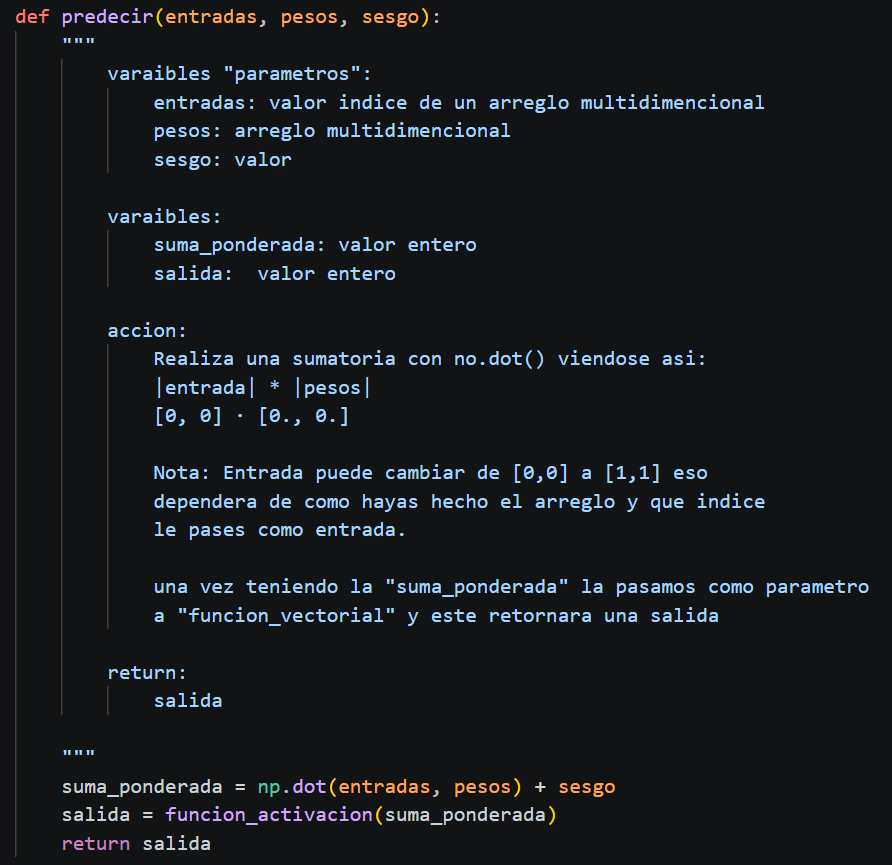 def predecir(entradas, pesos, sesgo):
"""
varaibles "parametros":
entradas: valor indice de un arreglo multidimencional
pesos: arreglo multidimencional
sesgo: valor
varaibles:
suma_ponderada: valor entero
salida:  valor entero
accion:
Realiza una sumatoria con no.dot() viendose asi:
|entrada| * |pesos|
[0, 0] · [0., 0.]
Nota: Entrada puede cambiar de [0,0] a [1,1] eso
dependera de como hayas hecho el arreglo y que indice
le pases como entrada.
una vez teniendo la "suma_ponderada" la pasamos como parametro
a "funcion_vectorial" y este retornara una salida
return:
salida
"""
suma_ponderada = np.dot(entradas, pesos) + sesgo
salida = funcion_activacion(suma_ponderada)
return salida